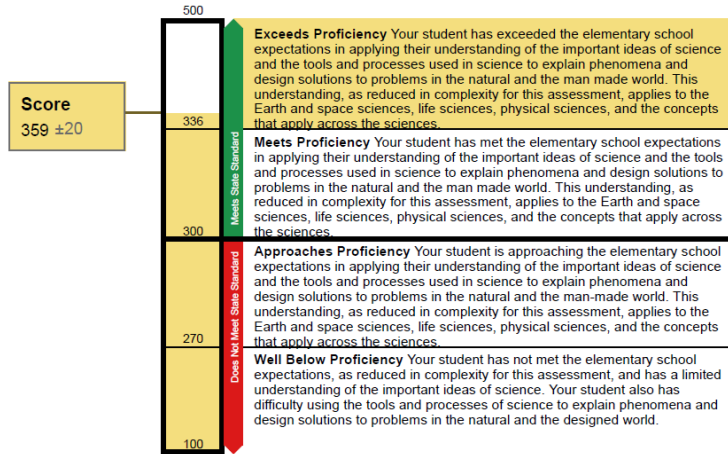 500
Exceeds Proficiency Your student has exceeded the elementary school
expectations in applying their understanding of the important ideas of science
and the tools and processes used in science to explain phenomena and
design solutions to problems in the natural and the man made world. This
understanding, as reduced in complexity for this assessment, applies to the
Earth and space sciences, life sciences, physical sciences, and the concepts
that apply across the sciences.
Score
359 ±20
336
Meets State Standard
Meets Proficiency Your student has met the elementary school expectations
in applying their understanding of the important ideas of science and the tools
and processes used in science to explain phenomena and design solutions to
problems in the natural and the man made world. This understanding, as
reduced in complexity for this assessment, applies to the Earth and space
sciences, life sciences, physical sciences, and the concepts that apply across
the sciences.
300
Approaches Proficiency Your student is approaching the elementary school
expectations in applying their understanding of the important ideas of science
and the tools and processes used in science to explain phenomena and
design solutions to problems in the natural and the man-made world. This
understanding, as reduced in complexity for this assessment, applies to the
Earth and space sciences, life sciences, physical sciences, and the concepts
that apply across the sciences.
Does Not Meet State Standard
270
Well Below Proficiency Your student has not met the elementary school
expectations, as reduced in complexity for this assessment, and has a limited
understanding of the important ideas of science. Your student also has
difficulty using the tools and processes of science to explain phenomena and
design solutions to problems in the natural and the designed world.
100